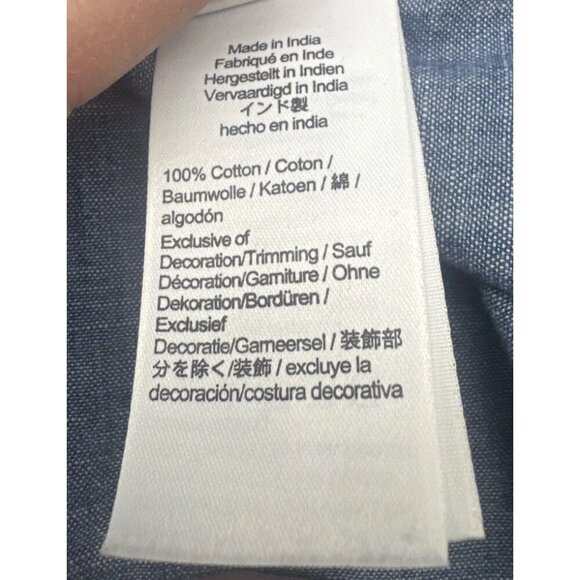 Made in India
Fabriqué en Inde
Hergestellt in Indien
Vervaardigd in India
インド製
hecho en india
100% Cotton / Coton /
Baumwolle / Katoen / 綿 /
algodón
Exclusive of
Decoration/Trimming / Sauf
Décoration/Garniture / Ohne
Dekoration/Bordüren /
Exclusief
Decoratie/Garneersel / 装飾部
分を除く/装飾 / excluye la
decoración/costura decorativa